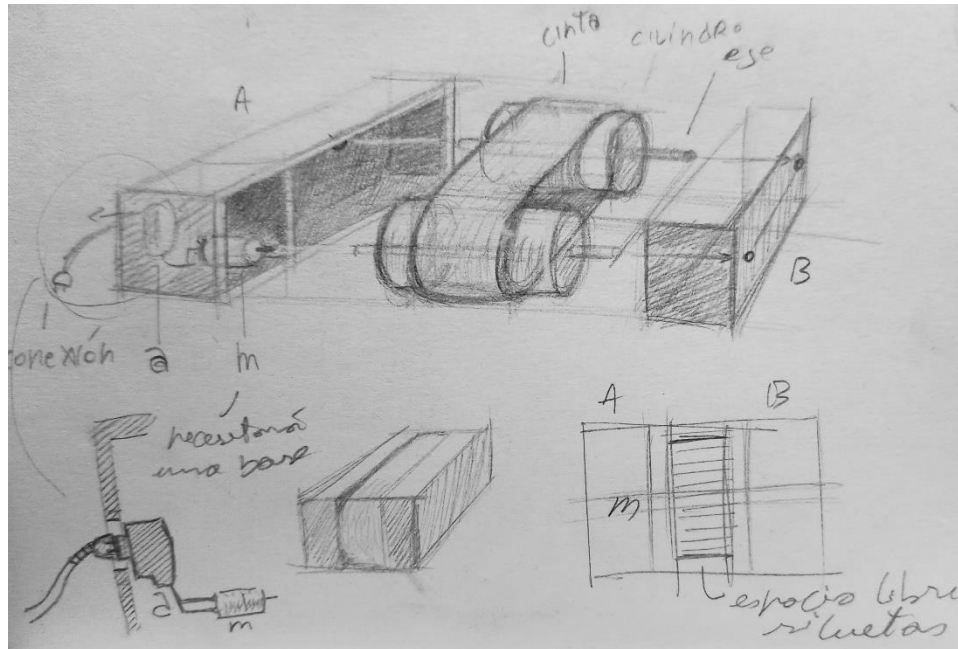 cinta
cilindro
eje
A
B
conexión
a
m
necesitará
una base
A
B
m
a
m
espacio libre
siluetas